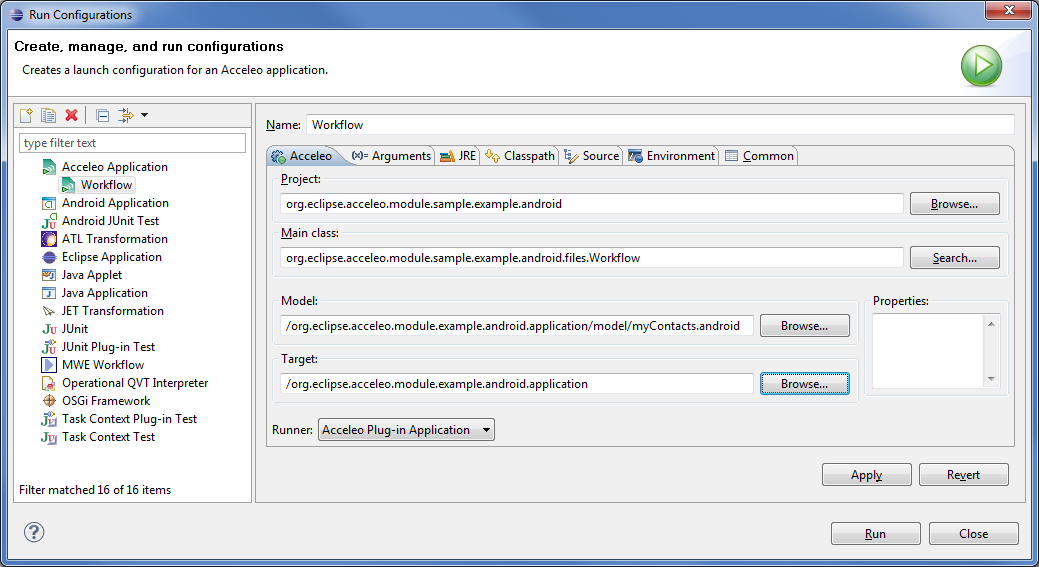 Run Configurations
Create, manage, and run configurations
Creates a launch configuration for an Acceleo application.
type filter text
Acceleo Application
Workflow
Android Application
Android JUnit Test
ATL Transformation
Eclipse Application
Java Applet
Java Application
JET Transformation
JUnit
JUnit Plug-in Test
MWE Workflow
Operational QVT Interpreter
OSGi Framework
Task Context Plug-in Test
Task Context Test
Filter matched 16 of 16 items
Name: Workflow
Acceleo (x)= Arguments JRE Classpath Source Environment Common
Project:
org.eclipse.acceleo.module.sample.example.android Browse...
Main class:
org.eclipse.acceleo.module.sample.example.android.files.Workflow Search...
Model: Properties:
/org.eclipse.acceleo.module.example.android.application/model/myContacts.android Browse...
Target:
/org.eclipse.acceleo.module.example.android.application Browse...
Runner: Acceleo Plug-in Application
Apply Revert
? Run Close